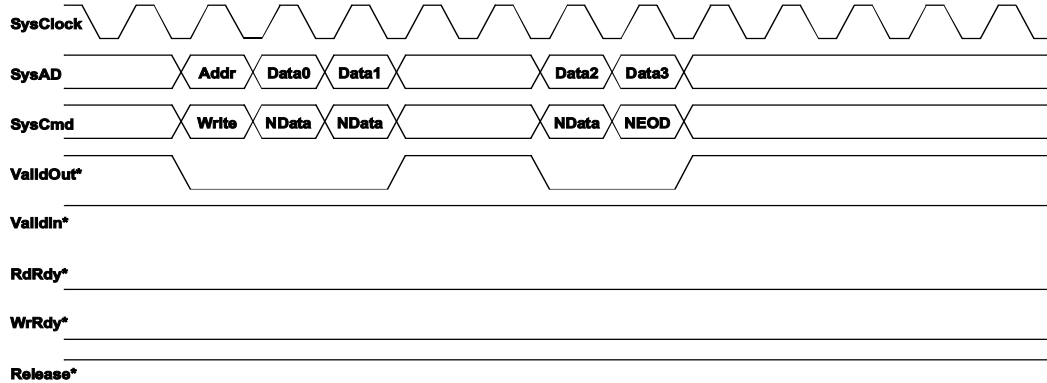 SysClock
SysAD Addr Data0 Data1 Data2 Data3
SysCmd Write NData NData NData NEOD
ValidOut*
ValidIn*
RdRdy*
WrRdy*
Release*